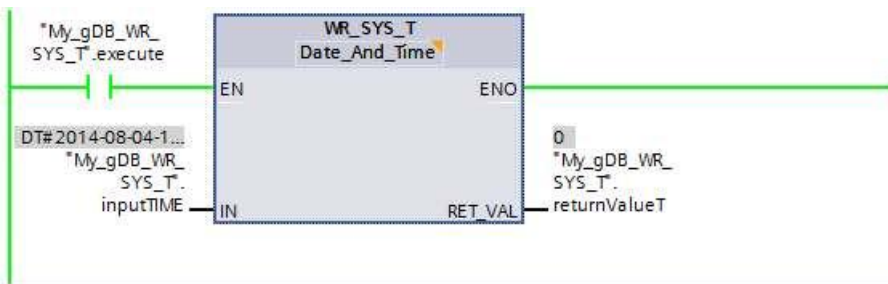 "My_gDB_WR_
SYS_T".execute
WR_SYS_T
Date_And_Time
EN
ENO
DT#2014-08-04-1...
"My_gDB_WR_
SYS_T".
inputTIME
IN
0
"My_gDB_WR_
SYS_T".
returnValueT
RET_VAL